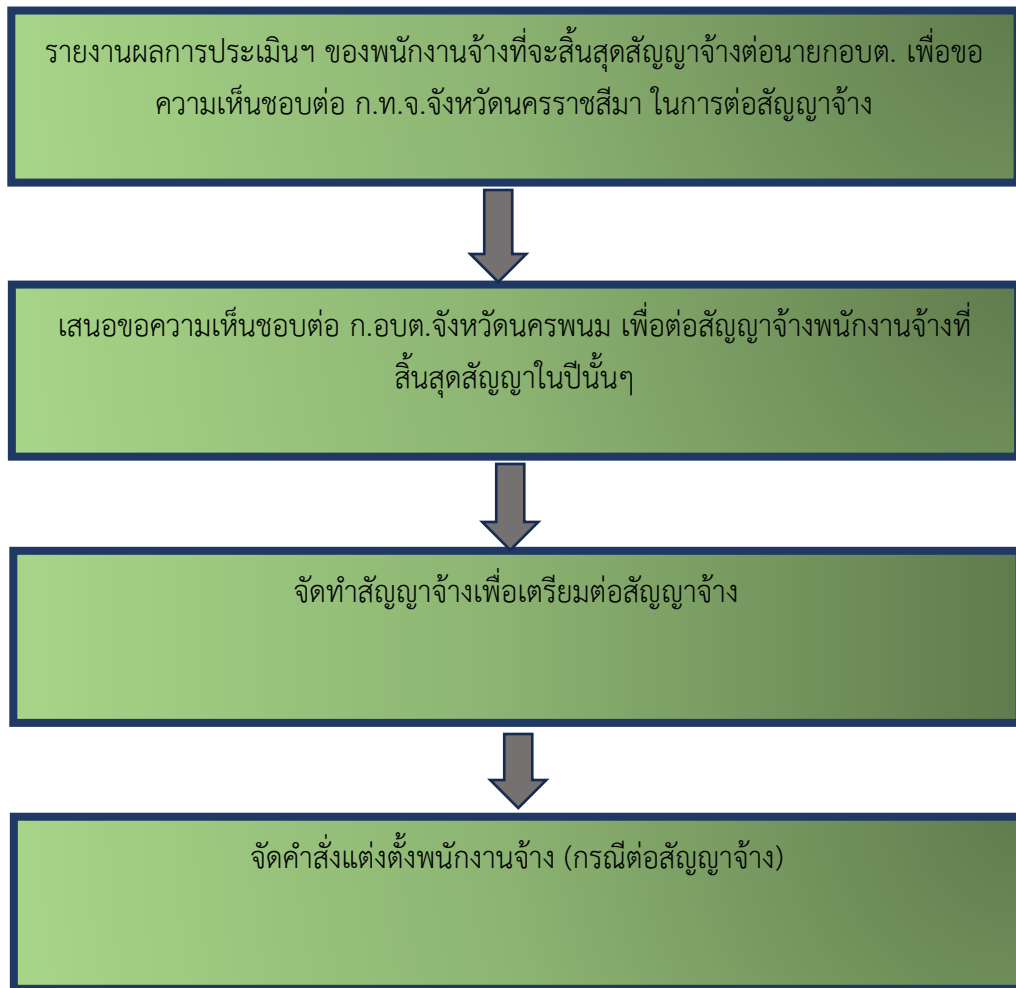 รายงานผลการประเมินฯ ของพนักงานจ้างที่จะสิ้นสุดสัญญาจ้างต่อนายกอบต. เพื่อขอ
ความเห็นชอบต่อ ก.ท.จ.จังหวัดนครราชสีมา ในการต่อสัญญาจ้าง
เสนอขอความเห็นชอบต่อ ก.อบต.จังหวัดนครพนม เพื่อต่อสัญญาจ้างพนักงานจ้างที่
สิ้นสุดสัญญาในปีนั้นๆ
จัดทำสัญญาจ้างเพื่อเตรียมต่อสัญญาจ้าง
จัดคำสั่งแต่งตั้งพนักงานจ้าง (กรณีต่อสัญญาจ้าง)